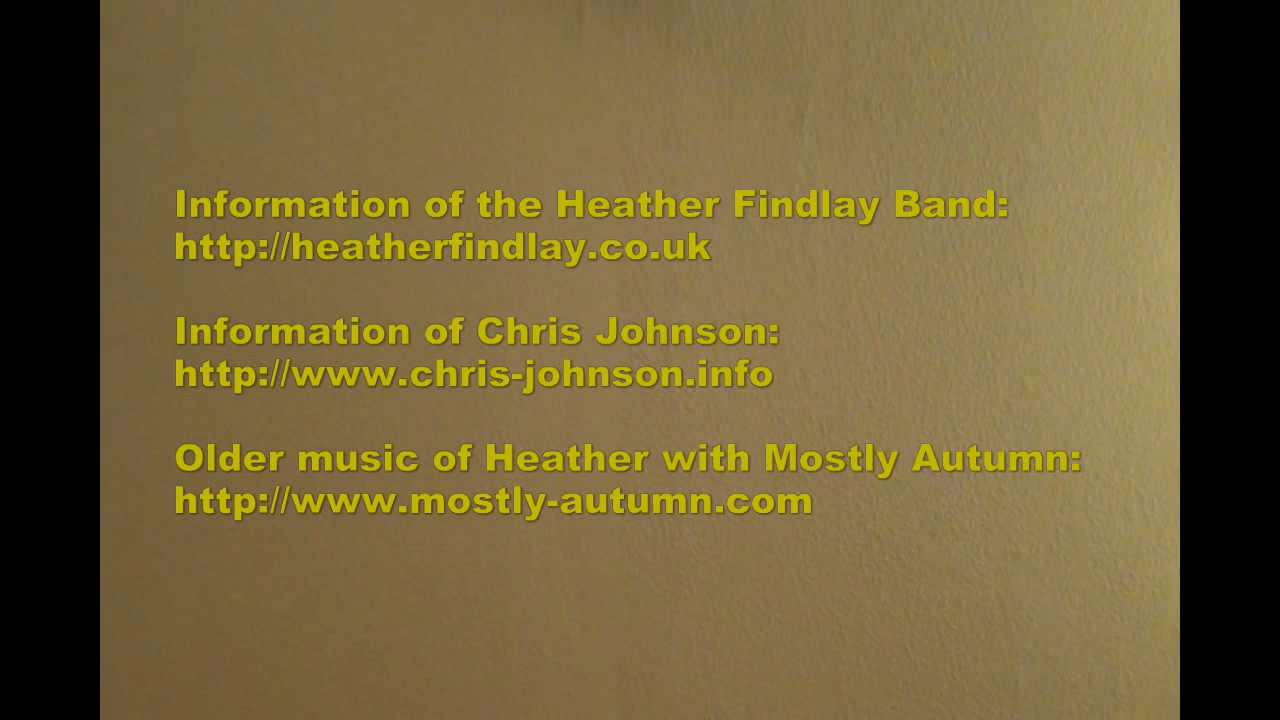 Information of the Heather Findlay Band:
http://heatherfindlay.co.uk
Information of Chris Johnson:
http://www.chris-johnson.info
Older music of Heather with Mostly Autumn:
http://www.mostly-autumn.com